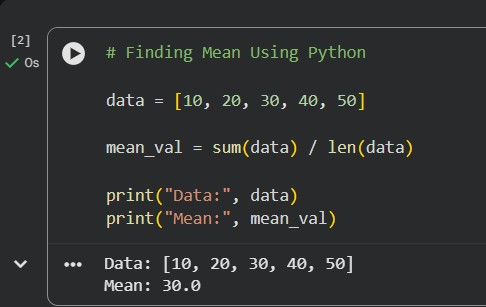 [2]
0s
# Finding Mean Using Python
data = [10, 20, 30, 40, 50]
mean_val = sum(data) / len(data)
print("Data:", data)
print("Mean:", mean_val)
Data: [10, 20, 30, 40, 50]
Mean: 30.0